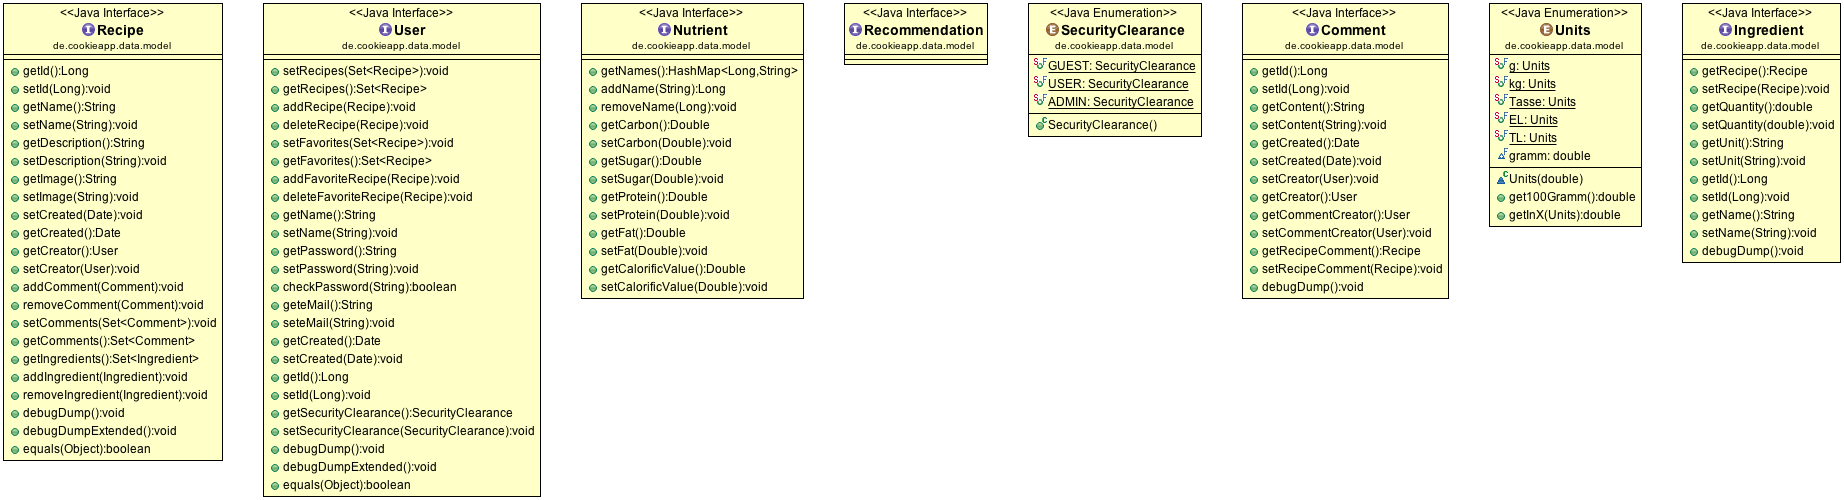 <<Java Interface>>
Recipe
de.cookieapp.data.model
getId():Long
setId(Long):void
getName():String
setName(String):void
getDescription():String
setDescription(String):void
getImage():String
setImage(String):void
setCreated(Date):void
getCreated():Date
getCreator():User
setCreator(User):void
addComment(Comment):void
removeComment(Comment):void
setComments(Set<Comment>):void
getComments():Set<Comment>
getIngredients():Set<Ingredient>
addIngredient(Ingredient):void
removeIngredient(Ingredient):void
debugDump():void
debugDumpExtended():void
equals(Object):boolean
<<Java Interface>>
User
de.cookieapp.data.model
setRecipes(Set<Recipe>):void
getRecipes():Set<Recipe>
addRecipe(Recipe):void
deleteRecipe(Recipe):void
setFavorites(Set<Recipe>):void
getFavorites():Set<Recipe>
addFavoriteRecipe(Recipe):void
deleteFavoriteRecipe(Recipe):void
getName():String
setName(String):void
getPassword():String
setPassword(String):void
checkPassword(String):boolean
geteMail():String
seteMail(String):void
getCreated():Date
setCreated(Date):void
getId():Long
setId(Long):void
getSecurityClearance():SecurityClearance
setSecurityClearance(SecurityClearance):void
debugDump():void
debugDumpExtended():void
equals(Object):boolean
<<Java Interface>>
Nutrient
de.cookieapp.data.model
getNames():HashMap<Long,String>
addName(String):Long
removeName(Long):void
getCarbon():Double
setCarbon(Double):void
getSugar():Double
setSugar(Double):void
getProtein():Double
setProtein(Double):void
getFat():Double
setFat(Double):void
getCalorificValue():Double
setCalorificValue(Double):void
<<Java Interface>>
Recommendation
de.cookieapp.data.model
<<Java Enumeration>>
SecurityClearance
de.cookieapp.data.model
GUEST: SecurityClearance
USER: SecurityClearance
ADMIN: SecurityClearance
SecurityClearance()
<<Java Interface>>
Comment
de.cookieapp.data.model
getId():Long
setId(Long):void
getContent():String
setContent(String):void
getCreated():Date
setCreated(Date):void
setCreator(User):void
getCreator():User
getCommentCreator():User
setCommentCreator(User):void
getRecipeComment():Recipe
setRecipeComment(Recipe):void
debugDump():void
<<Java Enumeration>>
Units
de.cookieapp.data.model
g: Units
kg: Units
Tasse: Units
EL: Units
TL: Units
gramm: double
Units(double)
get100Gramm():double
getInX(Units):double
<<Java Interface>>
Ingredient
de.cookieapp.data.model
getRecipe():Recipe
setRecipe(Recipe):void
getQuantity():double
setQuantity(double):void
getUnit():String
setUnit(String):void
getId():Long
setId(Long):void
getName():String
setName(String):void
debugDump():void